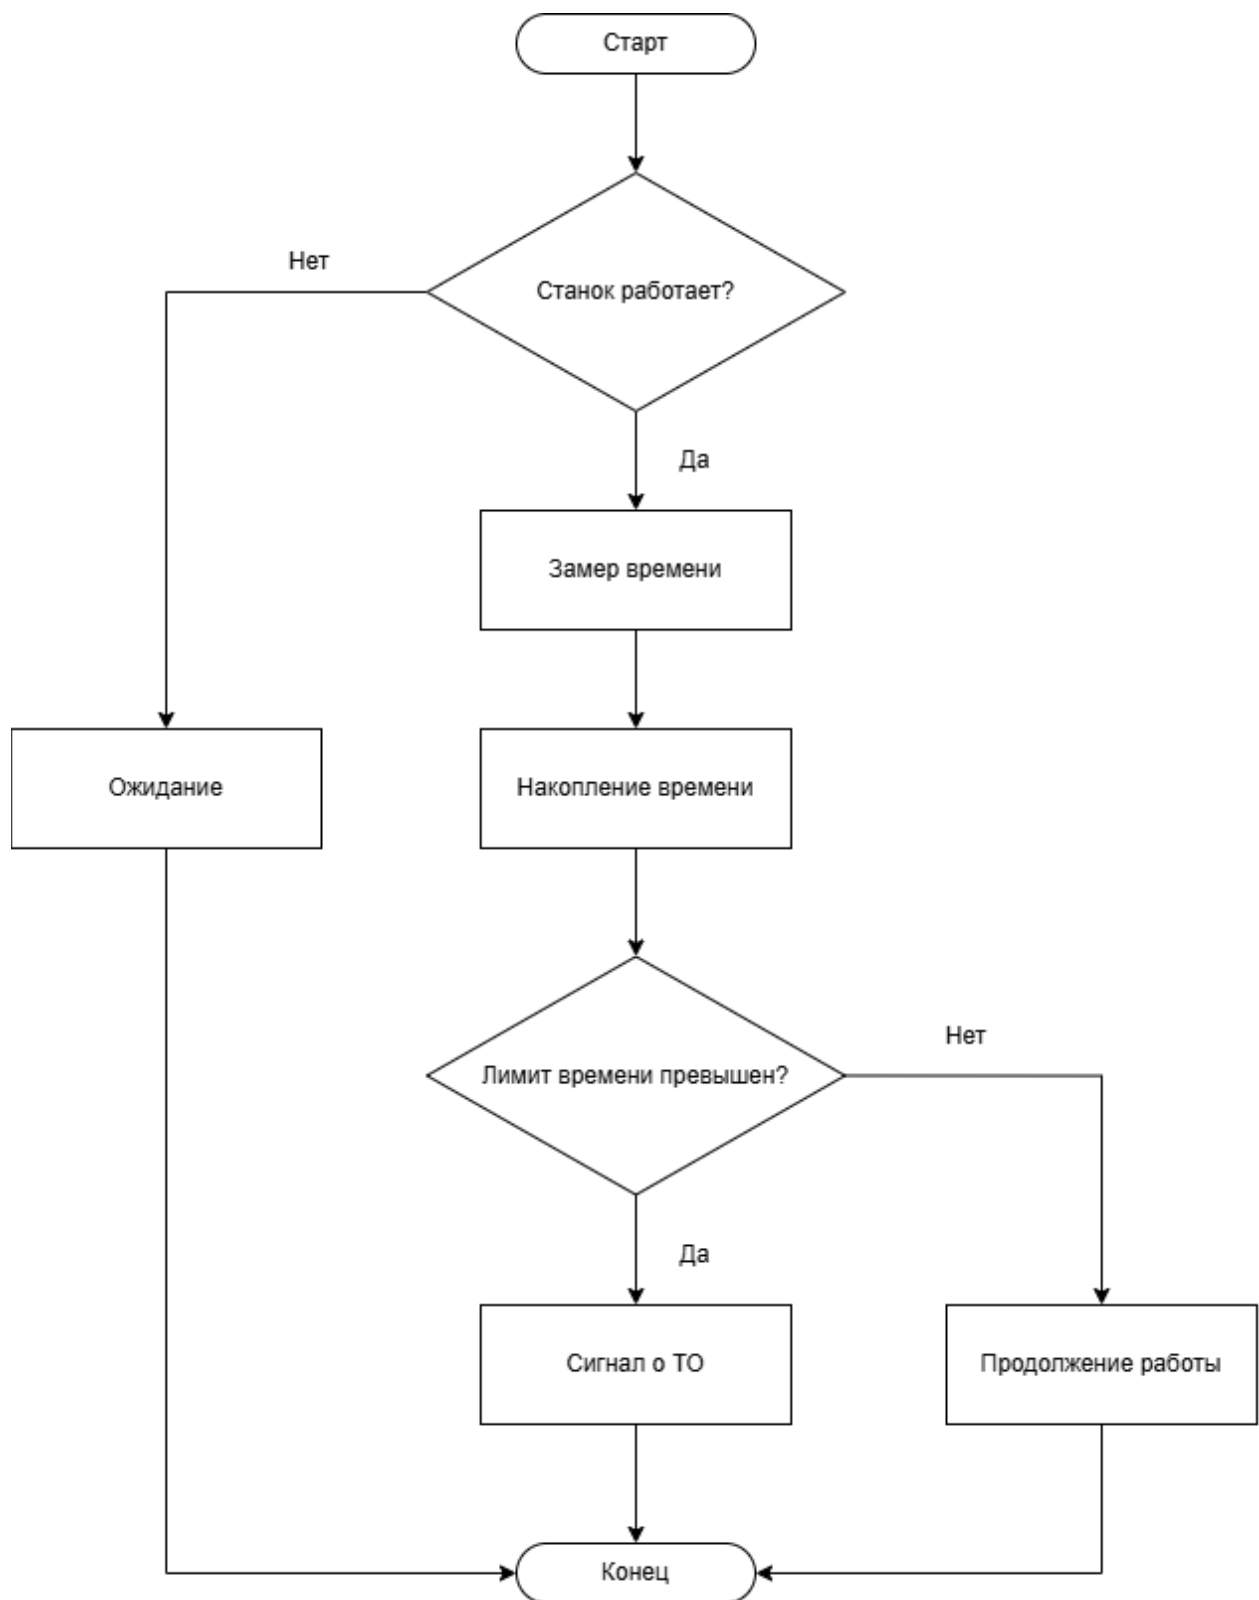 Старт
Нет
Станок работает?
Да
Замер времени
Ожидание
Накопление времени
Нет
Лимит времени превышен?
Да
Сигнал о ТО
Продолжение работы
Конец